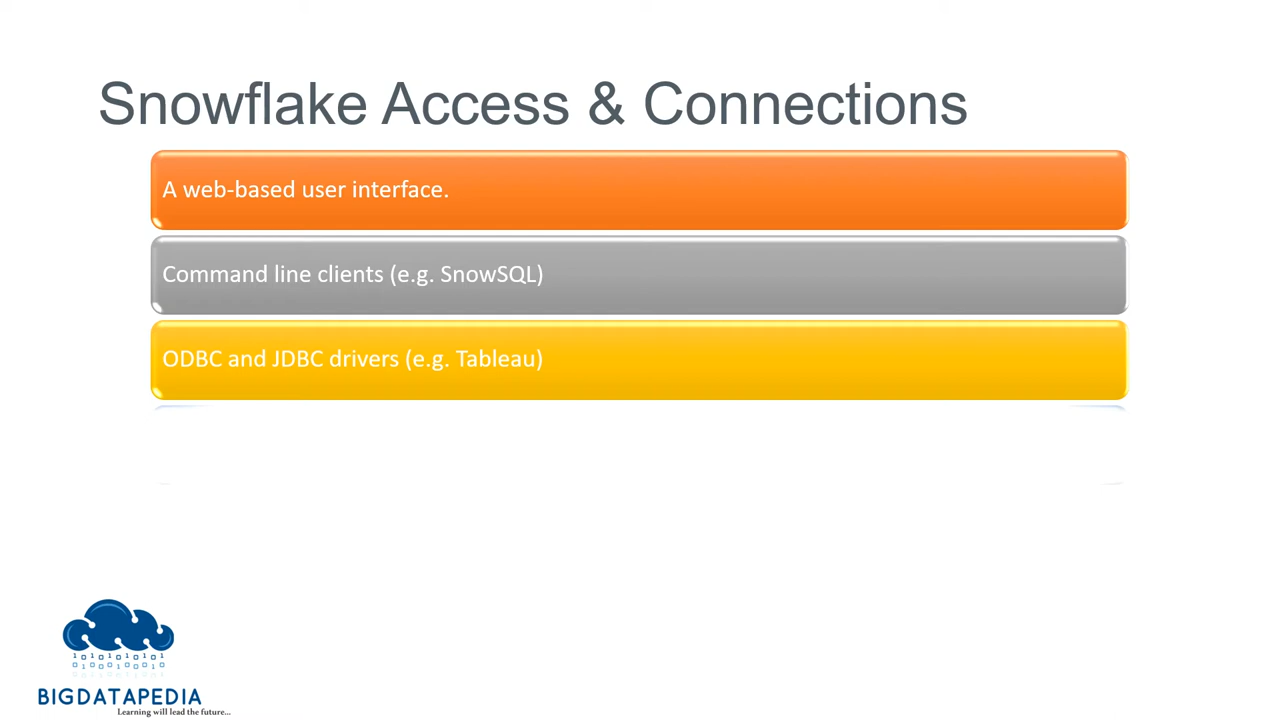 Snowflake Access & Connections
A web-based user interface.
Command line clients (e.g. SnowSQL)
ODBC and JDBC drivers (e.g. Tableau)
BIGDATAPEDIA
Learning will lead the future...